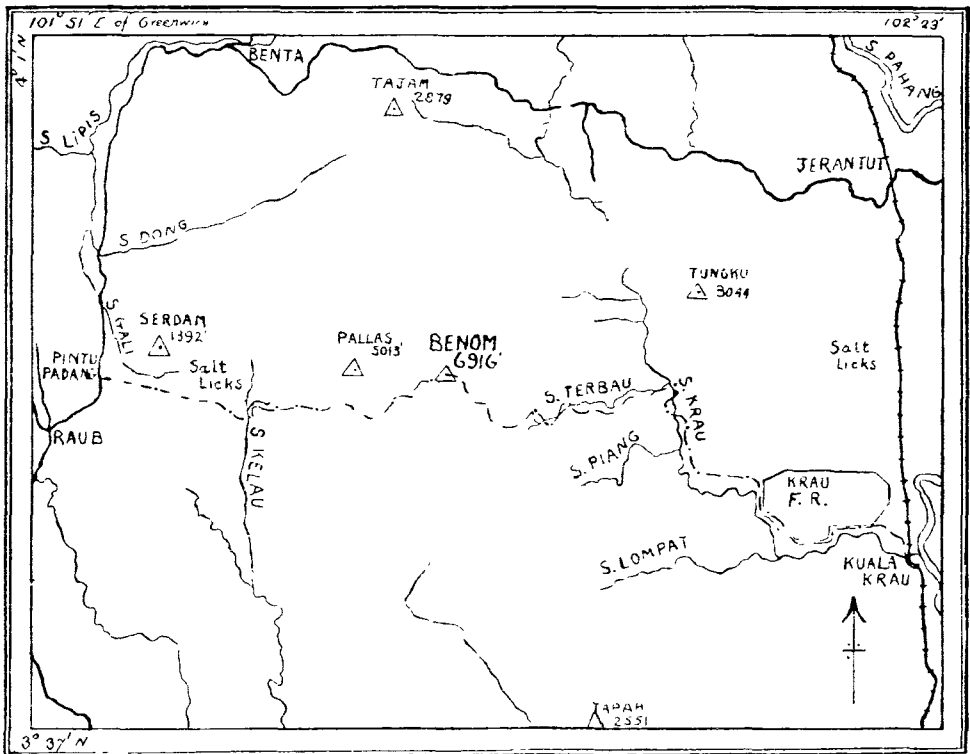 101° 51' E of Greenwich
102° 23'
4° 1' N
BENTA
S PAHANG
TAJAM
2879
S LIPIS
JERANTUT
S DONG
TUNGKU
3044
S GALI
SERDAM
1392'
PALLAS
5013'
BENOM
6916'
Salt
Licks
PINTU
PADANG
Salt
Licks
S. TERBAU
S. KRAU
RAUB
S KELAU
S. PIANG
KRAU
F. R.
S. LOMPAT
KUALA
KRAU
TAPAH
2551
3° 37' N